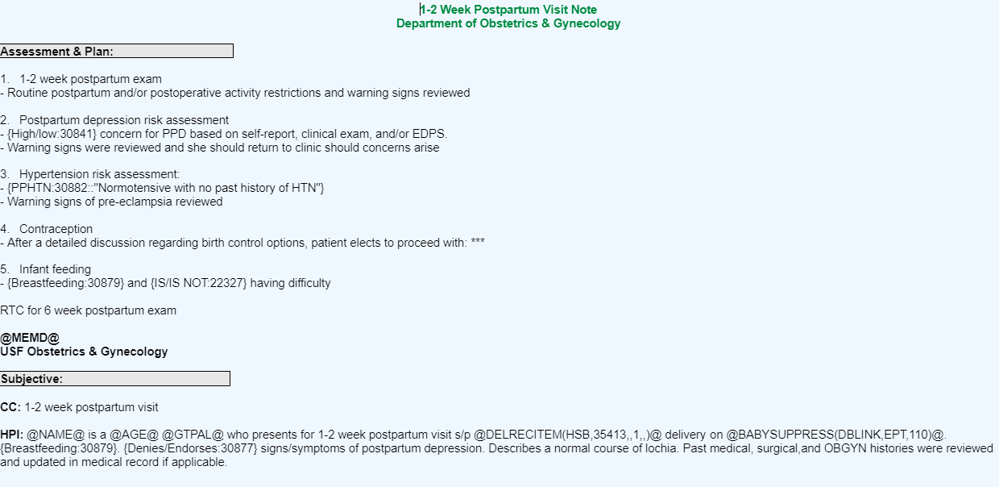 1-2 Week Postpartum Visit Note
Department of Obstetrics & Gynecology
Assessment & Plan:
1. 1-2 week postpartum exam
- Routine postpartum and/or postoperative activity restrictions and warning signs reviewed
2. Postpartum depression risk assessment
- {High/low:30841} concern for PPD based on self-report, clinical exam, and/or EDPS.
- Warning signs were reviewed and she should return to clinic should concerns arise
3. Hypertension risk assessment:
- {PPHTN:30882::"Normotensive with no past history of HTN"}
- Warning signs of pre-eclampsia reviewed
4. Contraception
- After a detailed discussion regarding birth control options, patient elects to proceed with: ***
5. Infant feeding
- {Breastfeeding:30879} and {IS/IS NOT:22327} having difficulty
RTC for 6 week postpartum exam
@MEMD@
USF Obstetrics & Gynecology
Subjective:
CC: 1-2 week postpartum visit
HPI: @NAME@ is a @AGE@ @GTPAL@ who presents for 1-2 week postpartum visit s/p @DELRECITEM(HSB,35413,,1,,)@ delivery on @BABYSUPPRESS(DBLINK,EPT,110)@.
{Breastfeeding:30879}. {Denies/Endorses:30877} signs/symptoms of postpartum depression. Describes a normal course of lochia. Past medical, surgical,and OBGYN histories were reviewed
and updated in medical record if applicable.